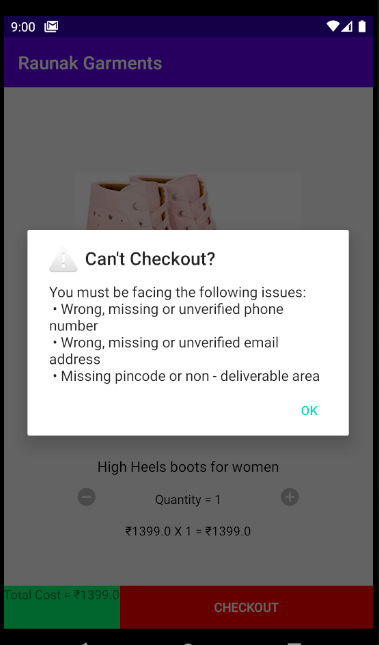 9:00
Raunak Garments
Can't Checkout?
You must be facing the following issues:
• Wrong, missing or unverified phone
number
• Wrong, missing or unverified email
address
• Missing pincode or non - deliverable area
OK
High Heels boots for women
Quantity = 1
₹1399.0 X 1 = ₹1399.0
Total Cost = ₹1399.0
CHECKOUT